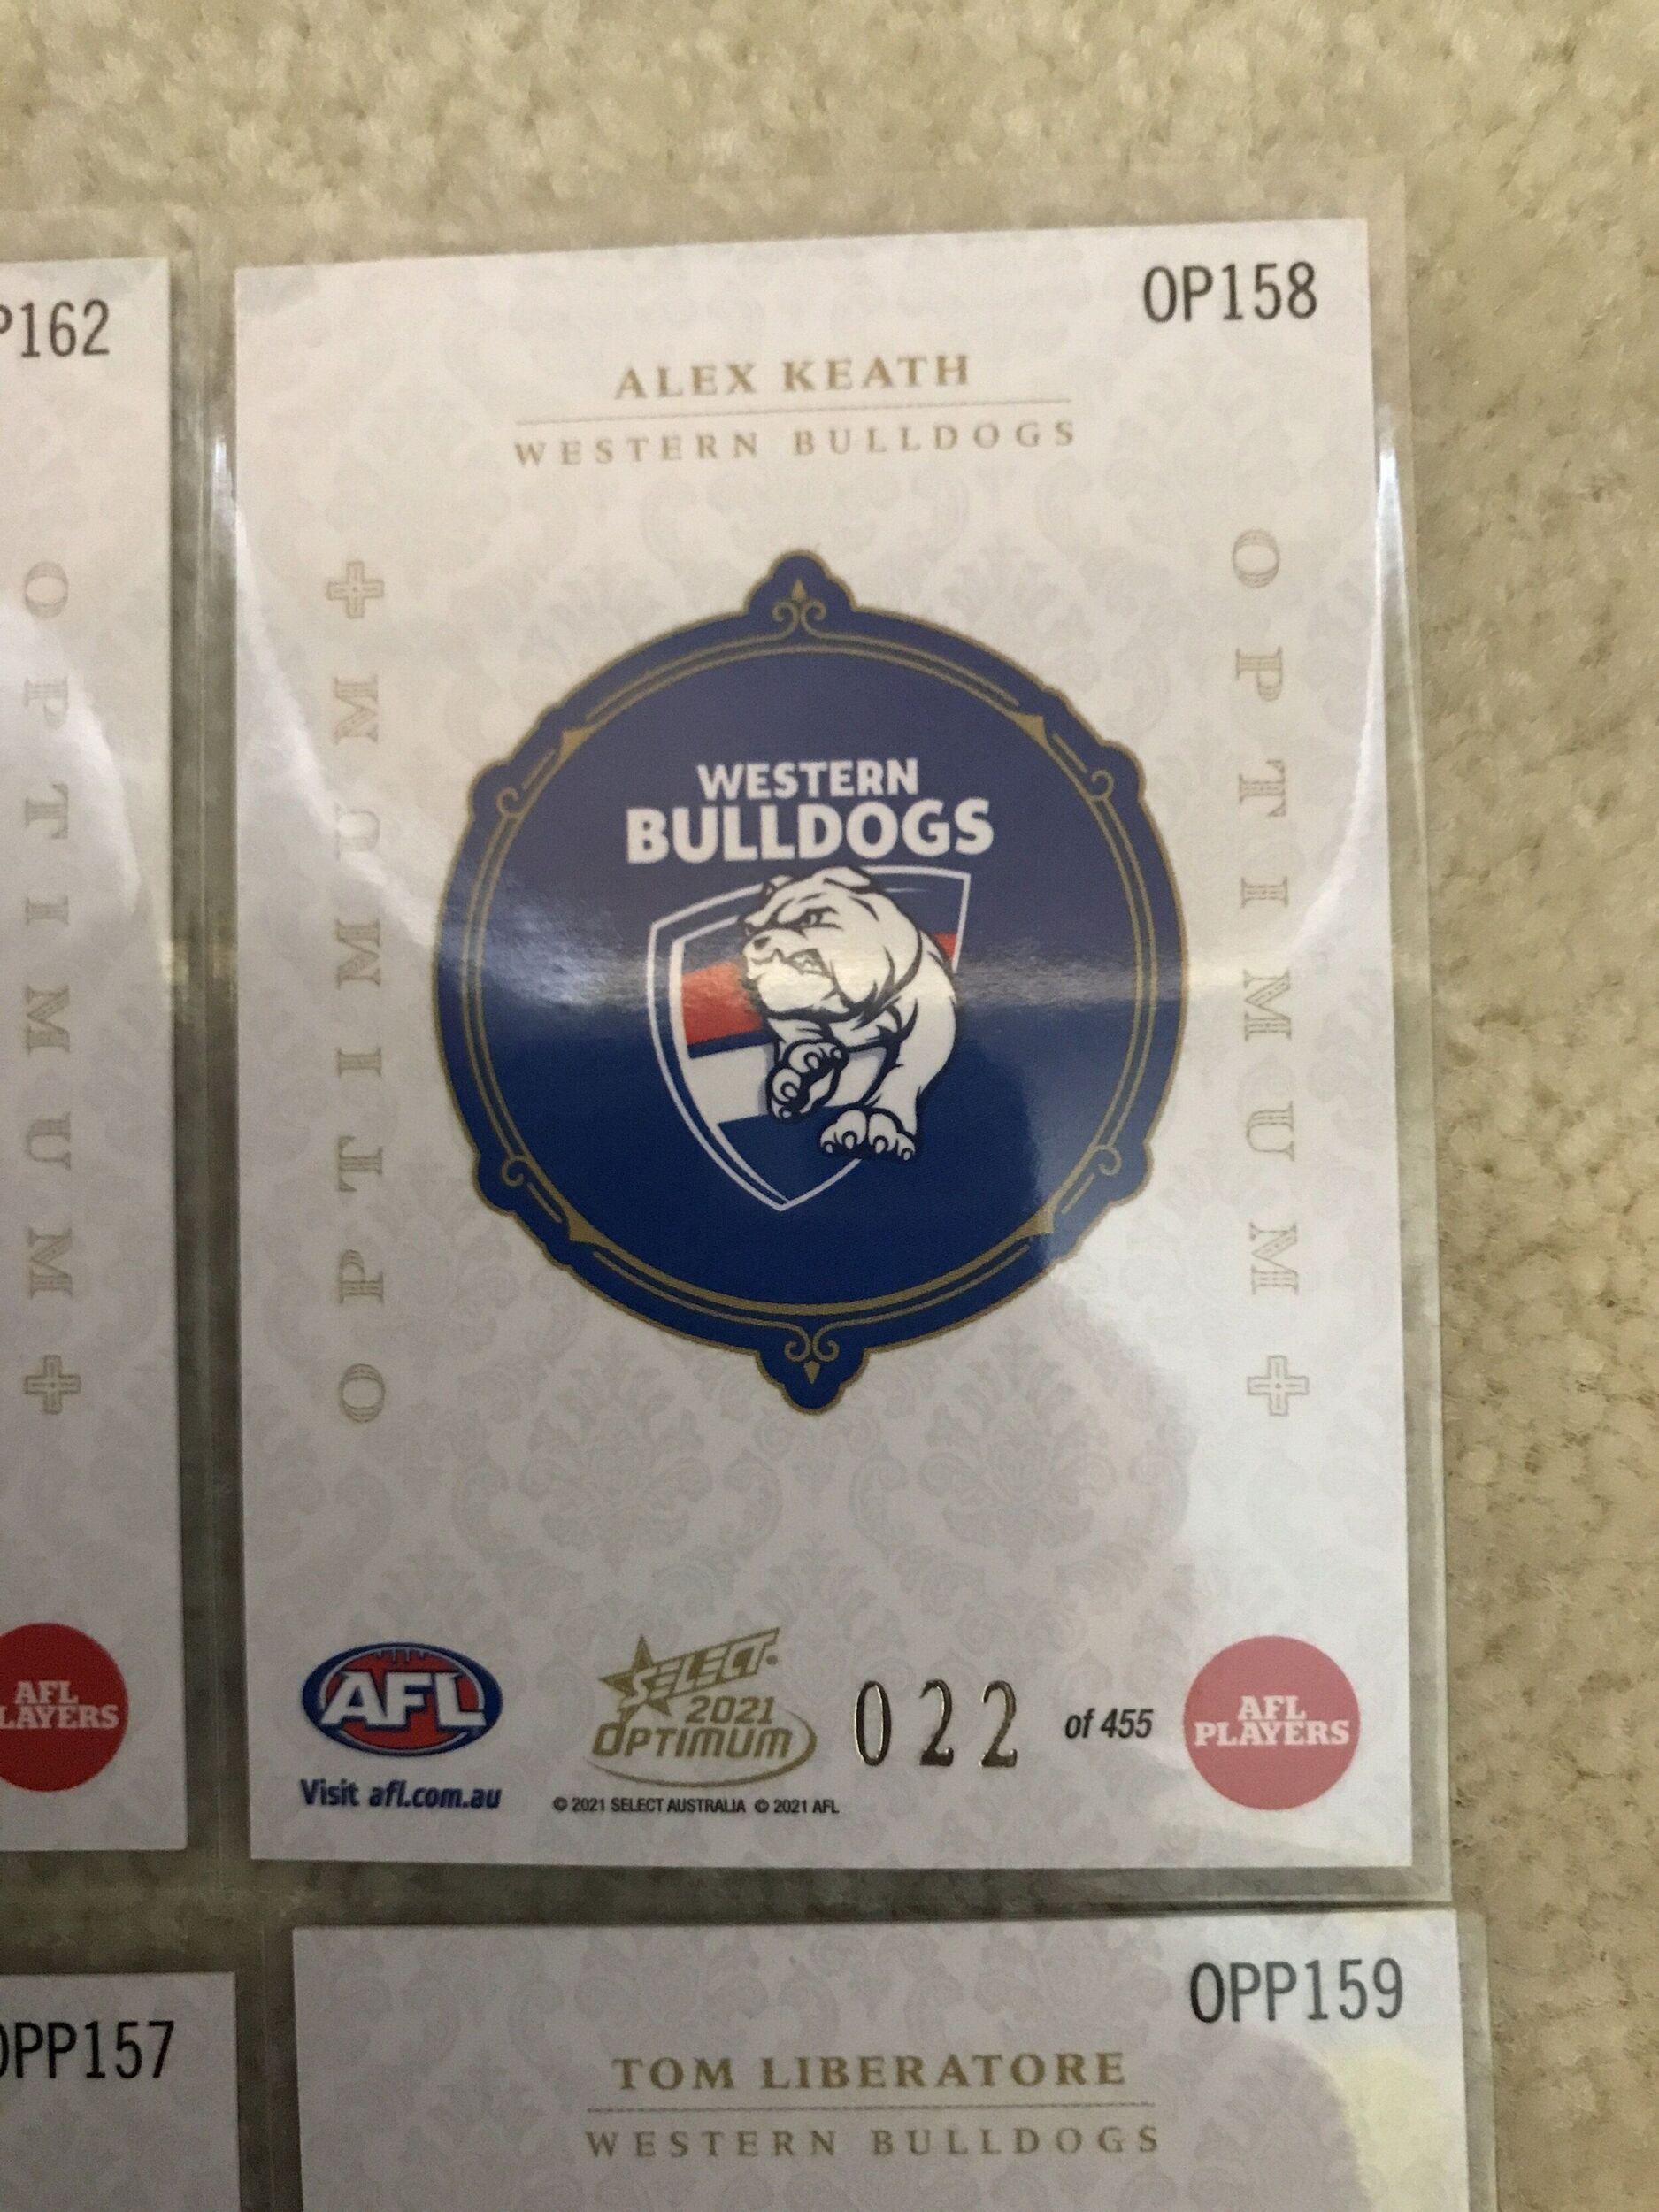 P162
OPTIMUM+
AFL
PLAYERS
OP158
ALEX KEATH
WESTERN BULLDOGS
OPTIMUM+
OPTIMUM+
WESTERN
BULLDOGS
AFL
Visit afl.com.au
SELECT
2021
OPTIMUM
© 2021 SELECT AUSTRALIA © 2021 AFL
022 of 455
AFL
PLAYERS
OPP157
OPP159
TOM LIBERATORE
WESTERN BULLDOGS